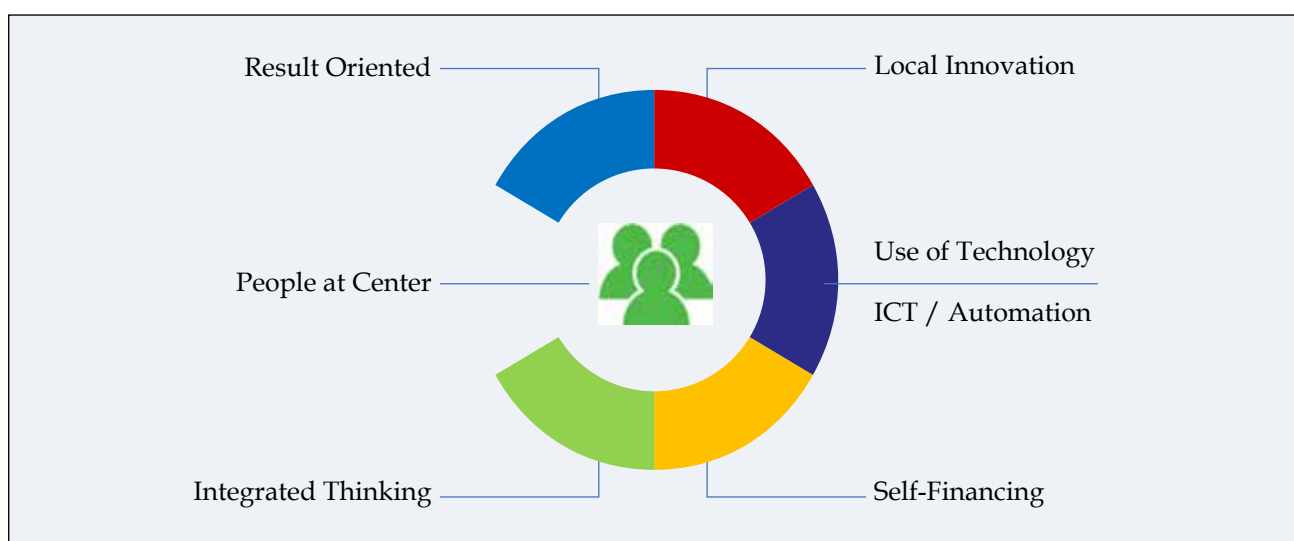 Result Oriented
Local Innovation
People at Center
Use of Technology
ICT / Automation
Integrated Thinking
Self-Financing